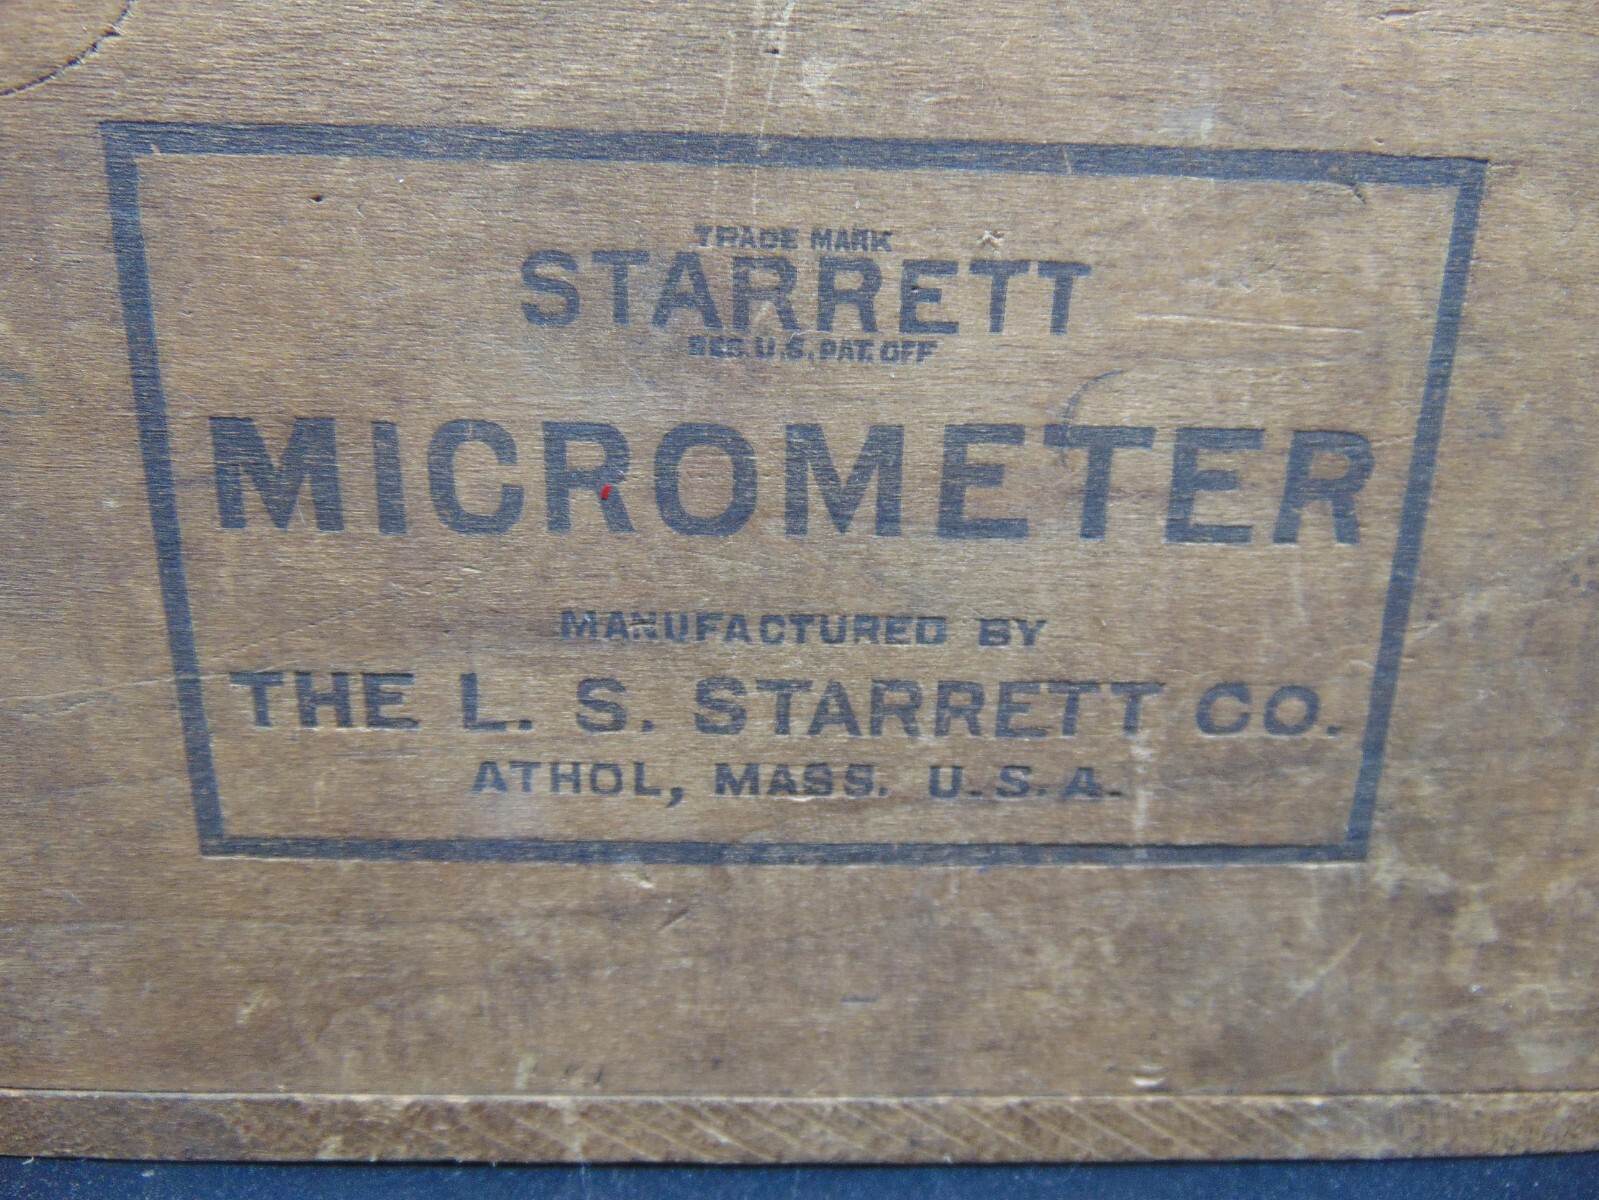 TRADE MARK
STARRETT
REG. U.S. PAT. OFF
MICROMETER
MANUFACTURED BY
THE L. S. STARRETT CO.
ATHOL, MASS. U.S.A.